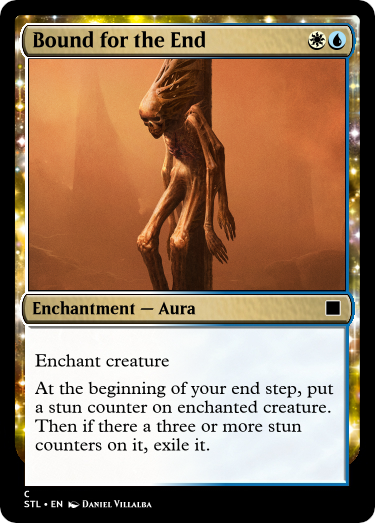 Bound for the End
Enchantment — Aura
Enchant creature
At the beginning of your end step, put
a stun counter on enchanted creature.
Then if there a three or more stun
counters on it, exile it.
C
STL • EN Daniel Villalba